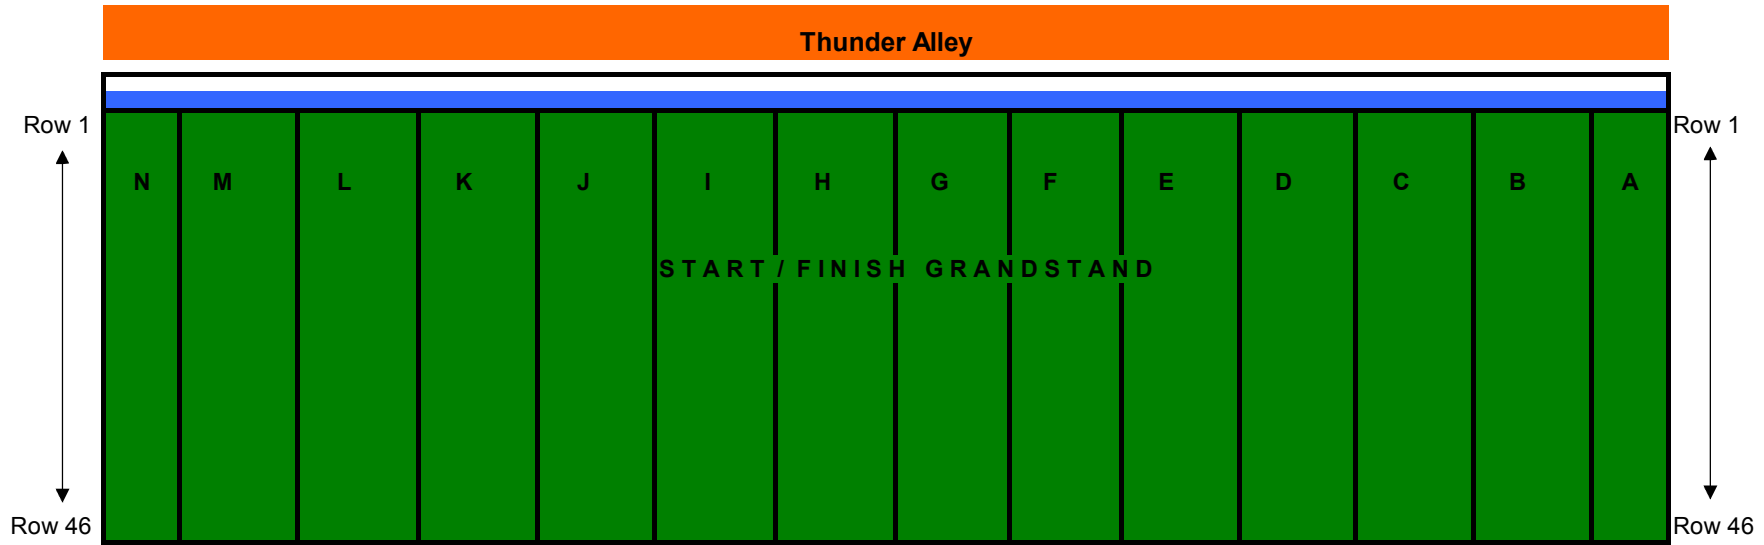 Thunder Alley
Row 1 Row 1
N M L K J I H G F E D C B A
START / FINISH GRANDSTAND
Row 46 Row 46